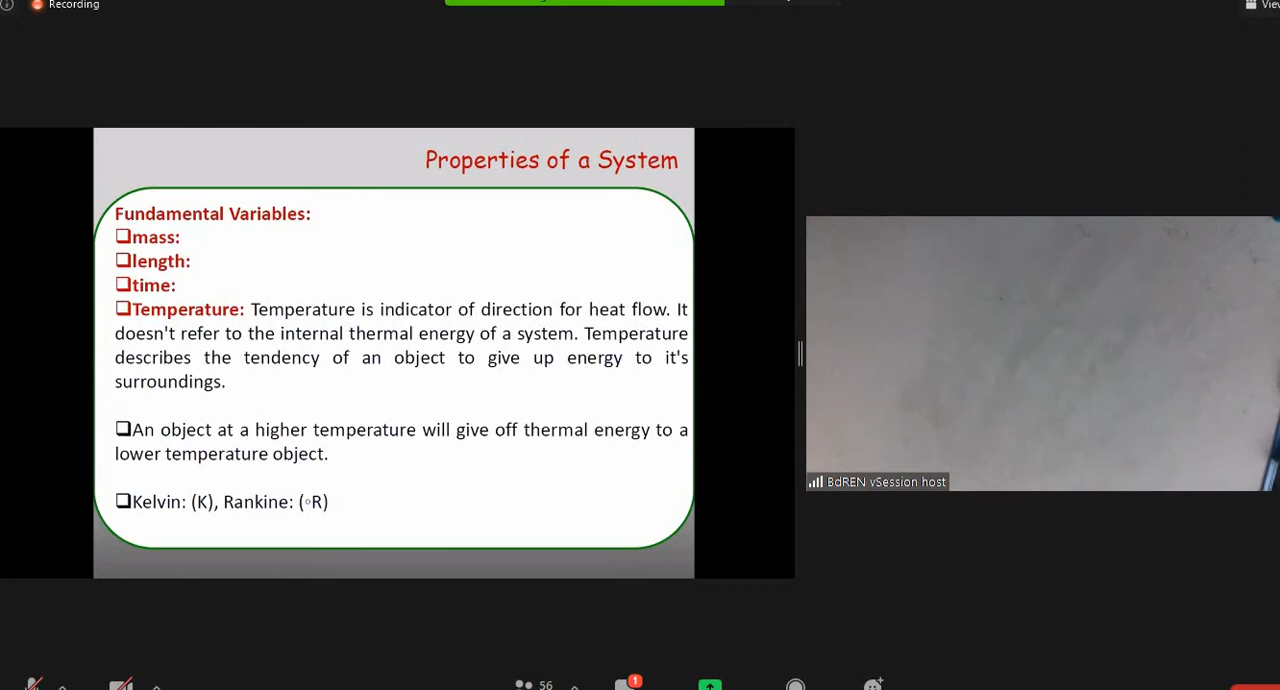 Recording
View
Properties of a System
Fundamental Variables:
❑mass:
❑length:
❑time:
❑Temperature: Temperature is indicator of direction for heat flow. It
doesn't refer to the internal thermal energy of a system. Temperature
describes the tendency of an object to give up energy to it's
surroundings.
❑An object at a higher temperature will give off thermal energy to a
lower temperature object.
❑Kelvin: (K), Rankine: (◦R)
BdREN vSession host
56
1